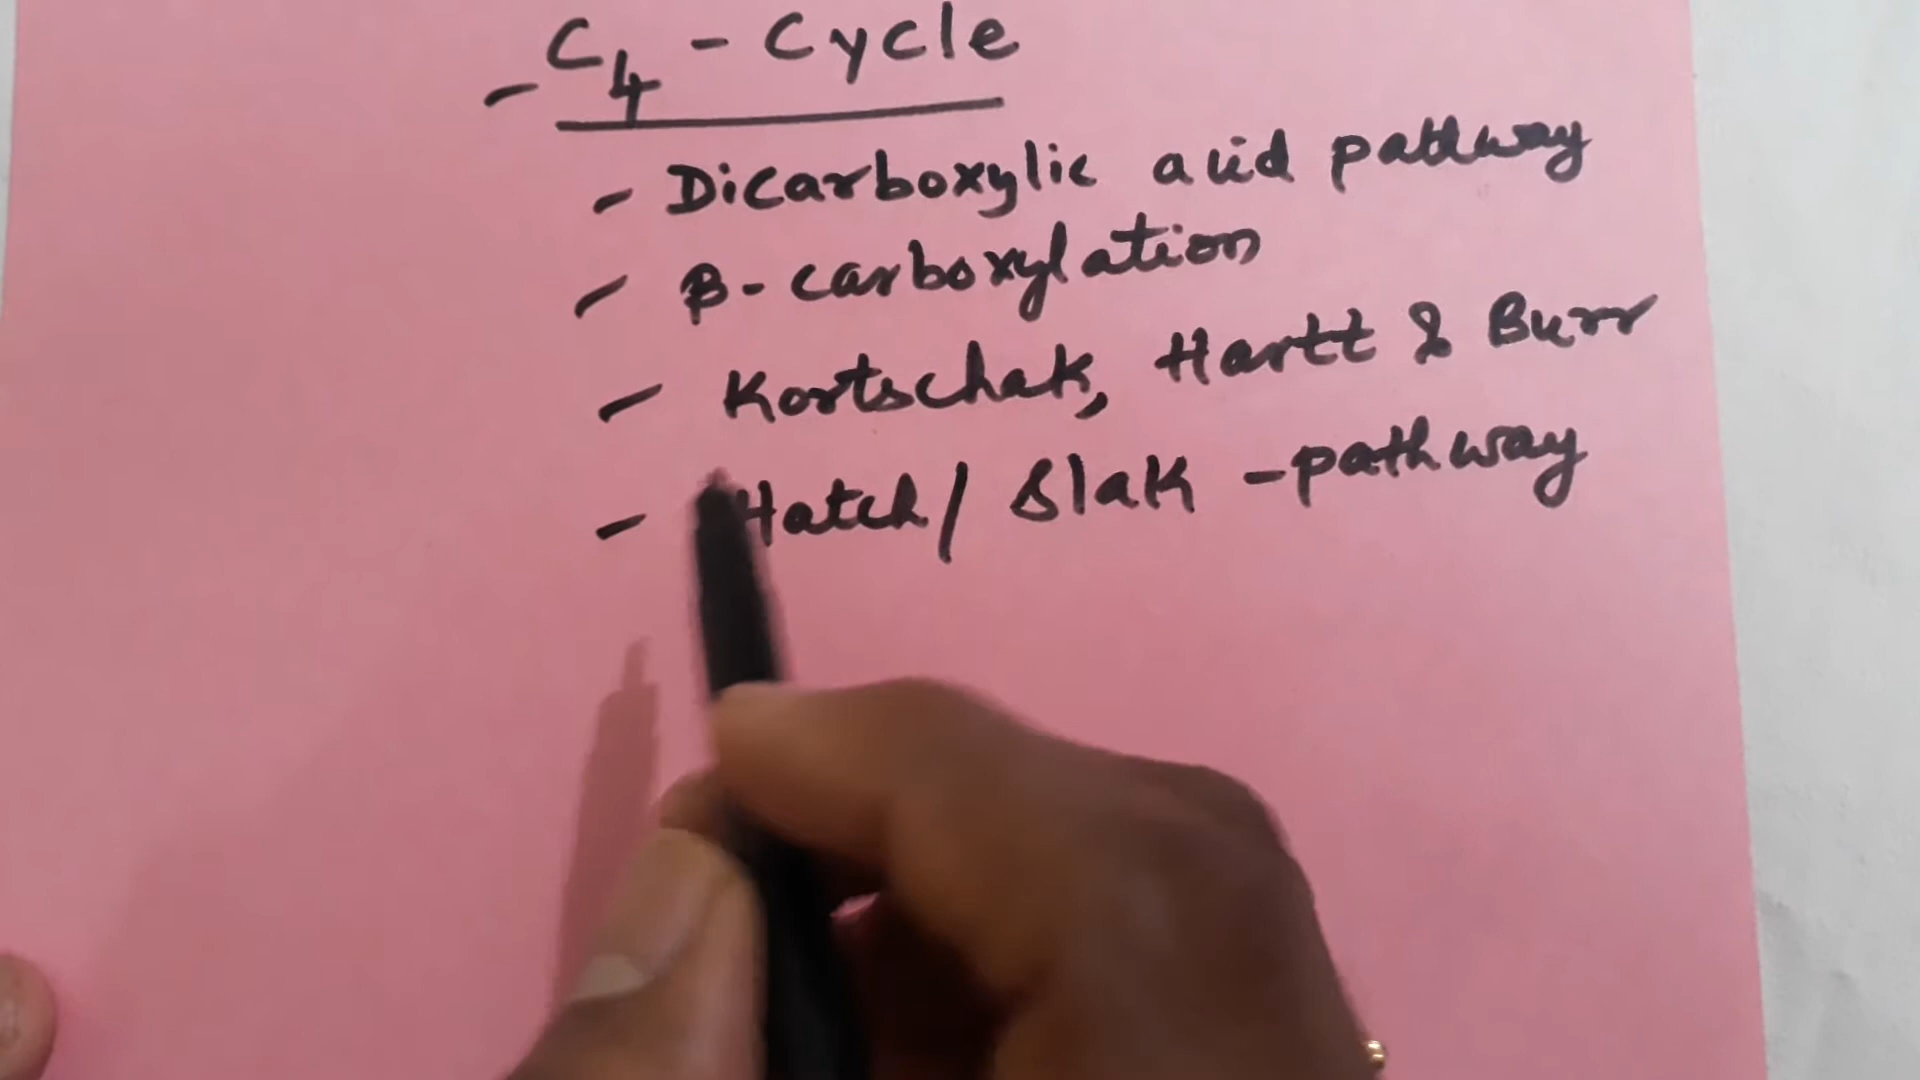 - C4 - Cycle
- Dicarboxylic acid pathway
- β-carboxylation
- Kortschak, Hartt & Burr
- Hatch / Slak - pathway